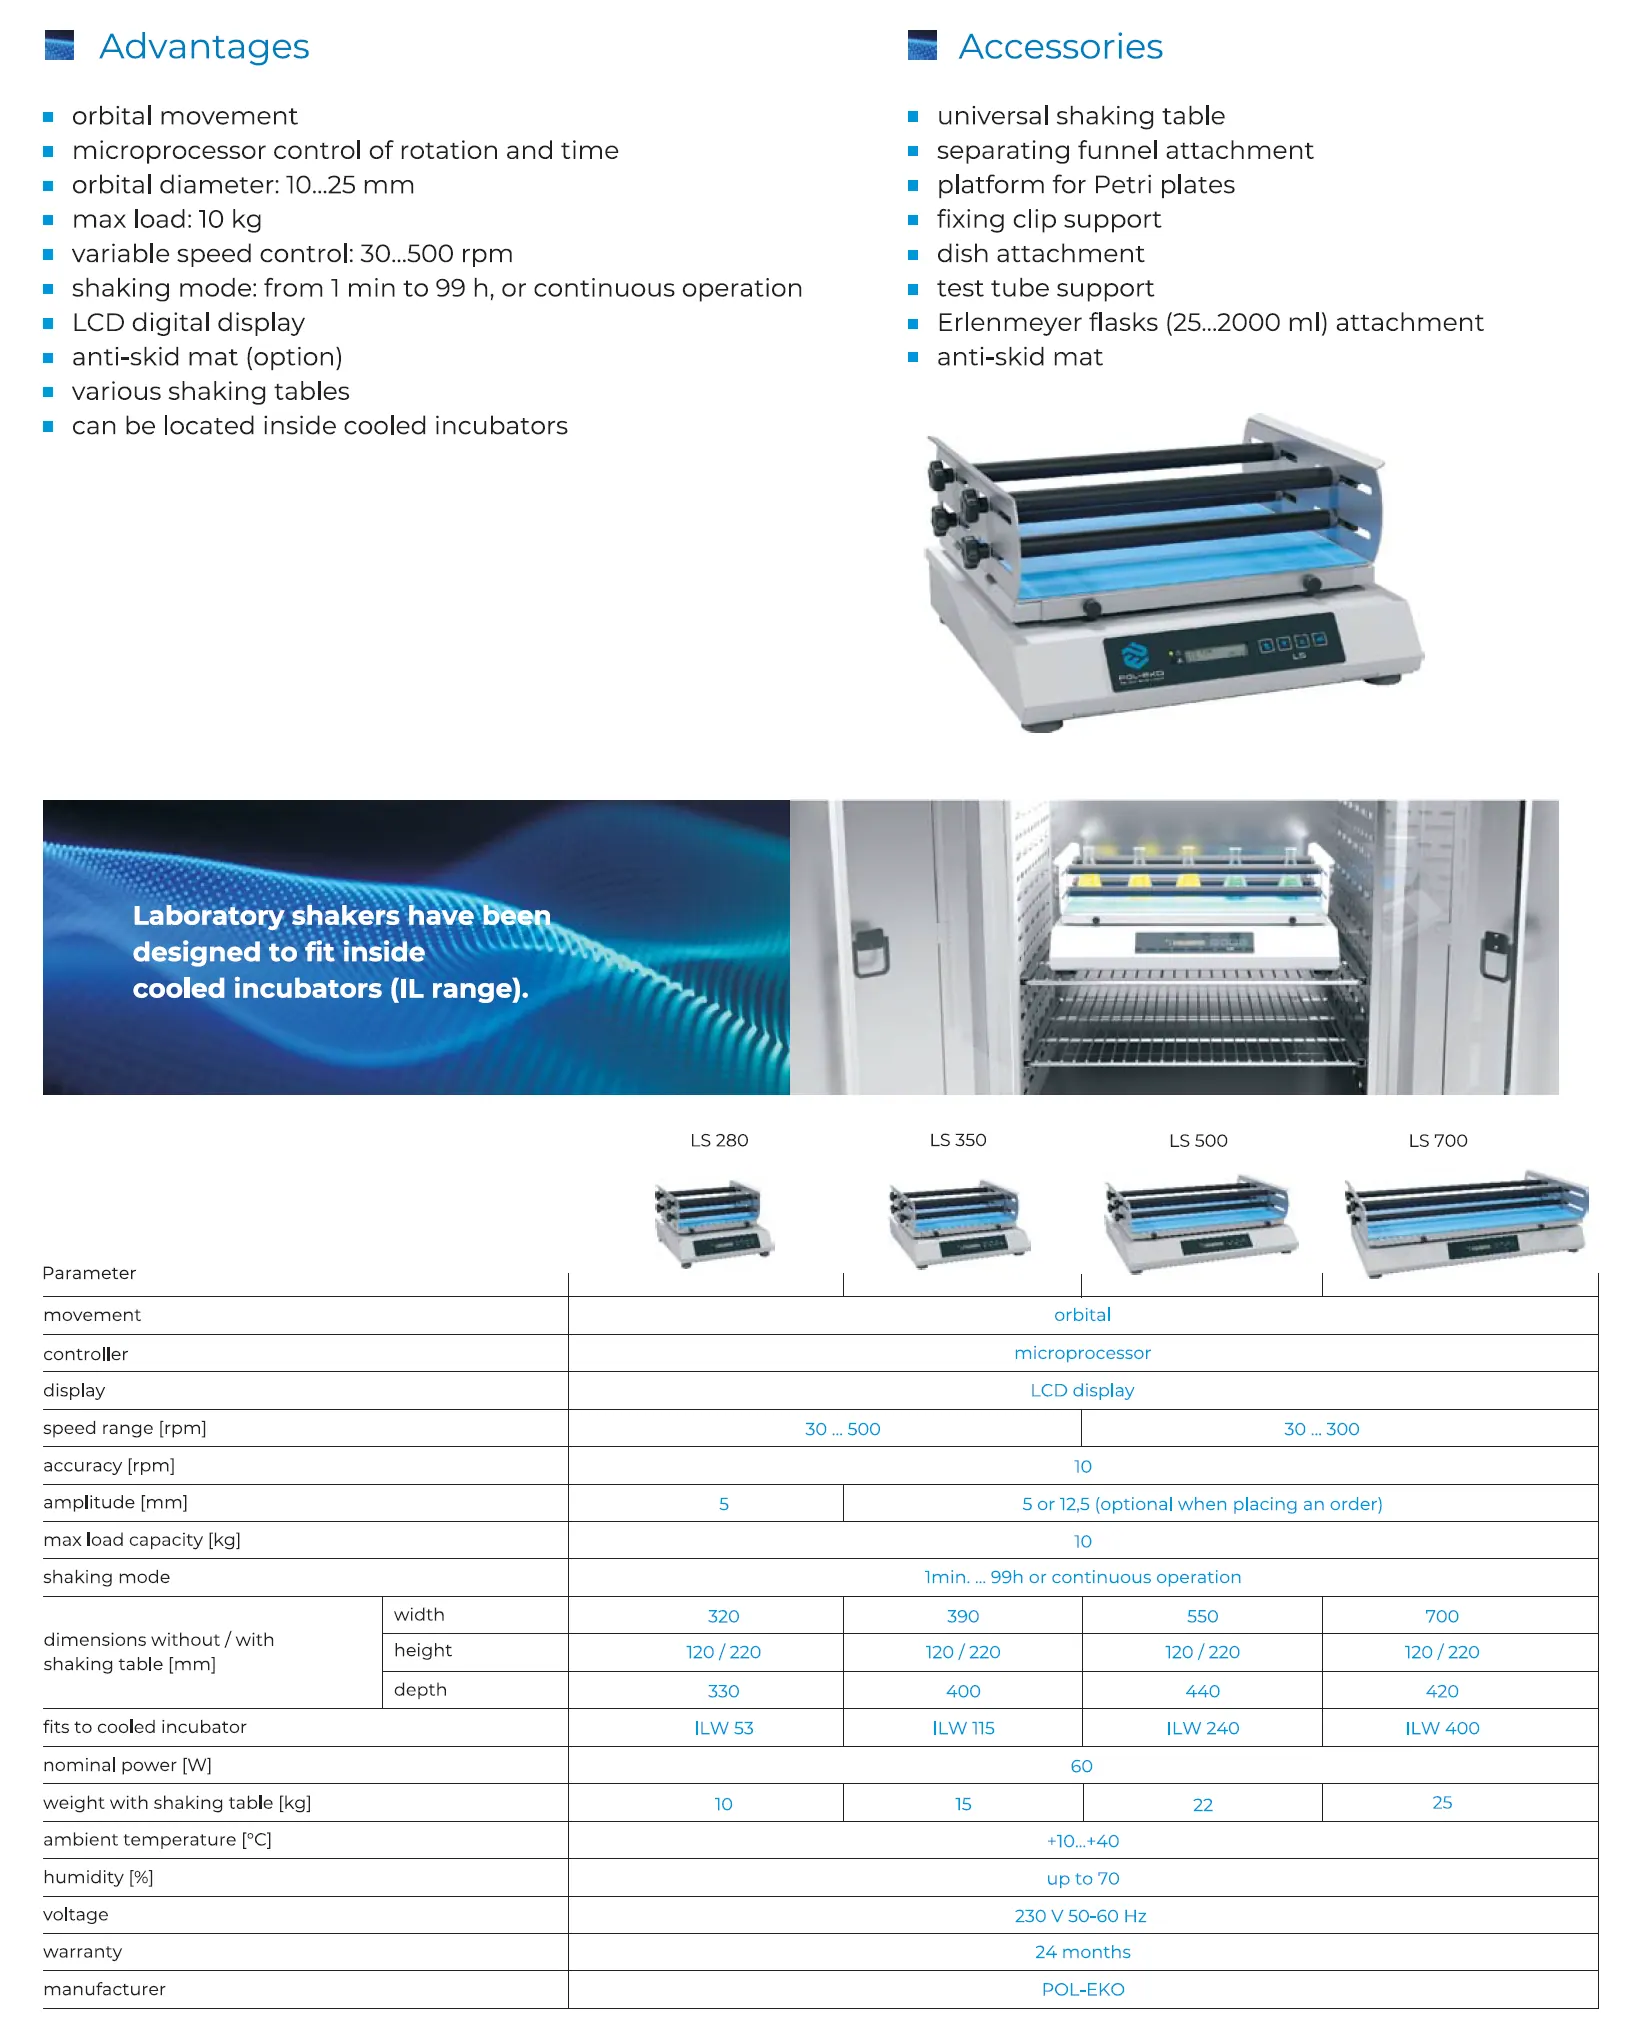 Advantages
orbital movement
microprocessor control of rotation and time
orbital diameter: 10...25 mm
max load: 10 kg
variable speed control: 30...500 rpm
shaking mode: from 1 min to 99 h, or continuous operation
LCD digital display
anti-skid mat (option)
various shaking tables
can be located inside cooled incubators
Accessories
universal shaking table
separating funnel attachment
platform for Petri plates
fixing clip support
dish attachment
test tube support
Erlenmeyer flasks (25...2000 ml) attachment
anti-skid mat
POL-EKO
LS
Laboratory shakers have been
designed to fit inside
cooled incubators (IL range).
LS 280 LS 350 LS 500 LS 700
Parameter
movement orbital
controller microprocessor
display LCD display
speed range [rpm] 30 ... 500 30 ... 300
accuracy [rpm] 10
amplitude [mm] 5 5 or 12,5 (optional when placing an order)
max load capacity [kg] 10
shaking mode 1min. ... 99h or continuous operation
dimensions without / with
shaking table [mm]
width 320 390 550 700
height 120 / 220 120 / 220 120 / 220 120 / 220
depth 330 400 440 420
fits to cooled incubator ILW 53 ILW 115 ILW 240 ILW 400
nominal power [W] 60
weight with shaking table [kg] 10 15 22 25
ambient temperature [°C] +10...+40
humidity [%] up to 70
voltage 230 V 50-60 Hz
warranty 24 months
manufacturer POL-EKO